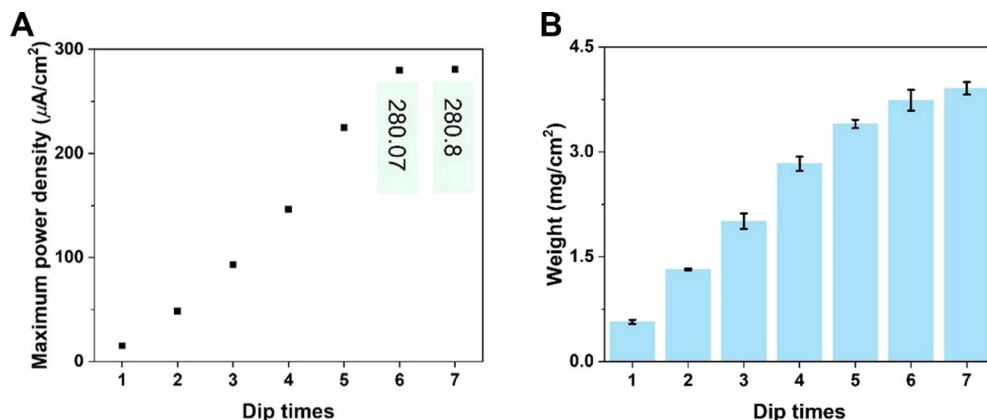 A
Maximum power density (μA/cm²)
300
200
100
0
280.07
280.8
1 2 3 4 5 6 7
Dip times
B
Weight (mg/cm²)
4.5
3.0
1.5
0.0
1 2 3 4 5 6 7
Dip times